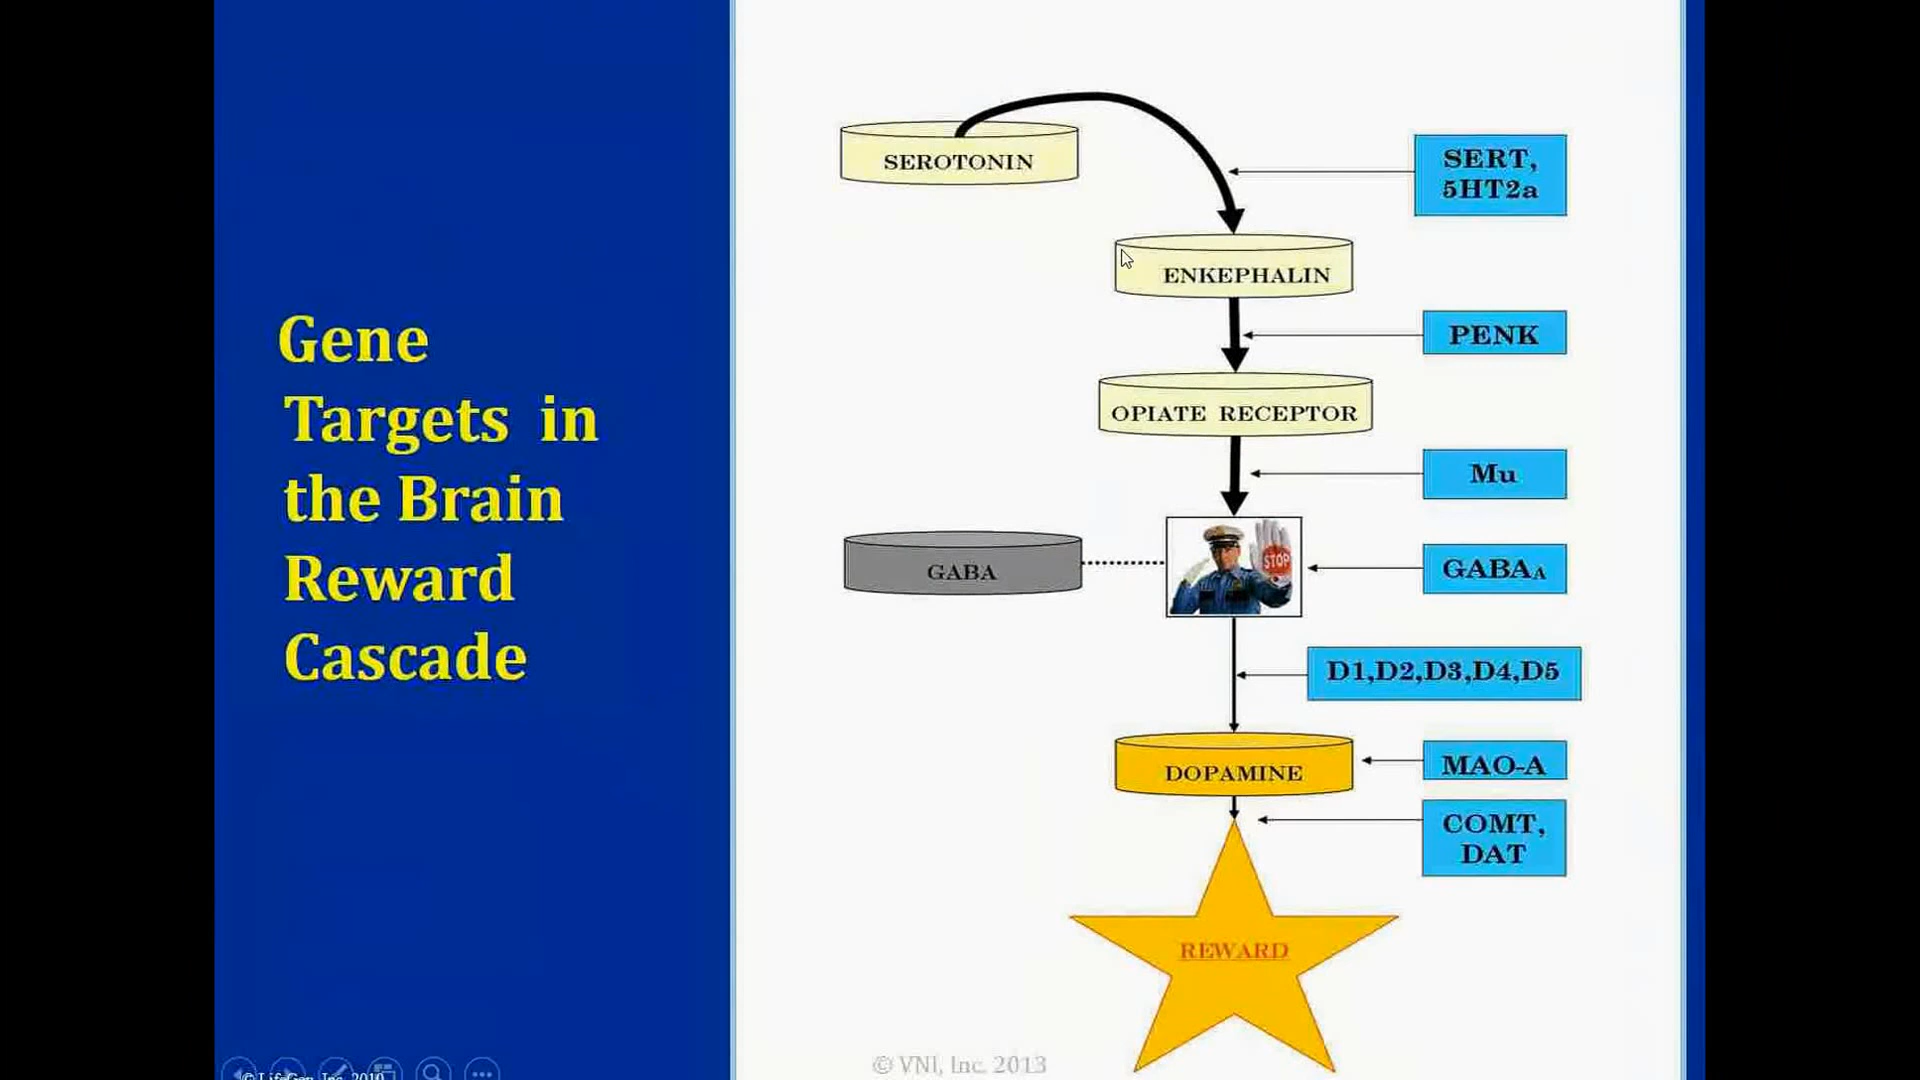 Gene
Targets in
the Brain
Reward
Cascade
SEROTONIN
SERT,
5HT2a
ENKEPHALIN
PENK
OPIATE RECEPTOR
Mu
GABA
STOP
GABAA
D1,D2,D3,D4,D5
DOPAMINE
MAO-A
COMT,
DAT
REWARD
© VNI, Inc. 2013
© LifeGen, Inc. 2010